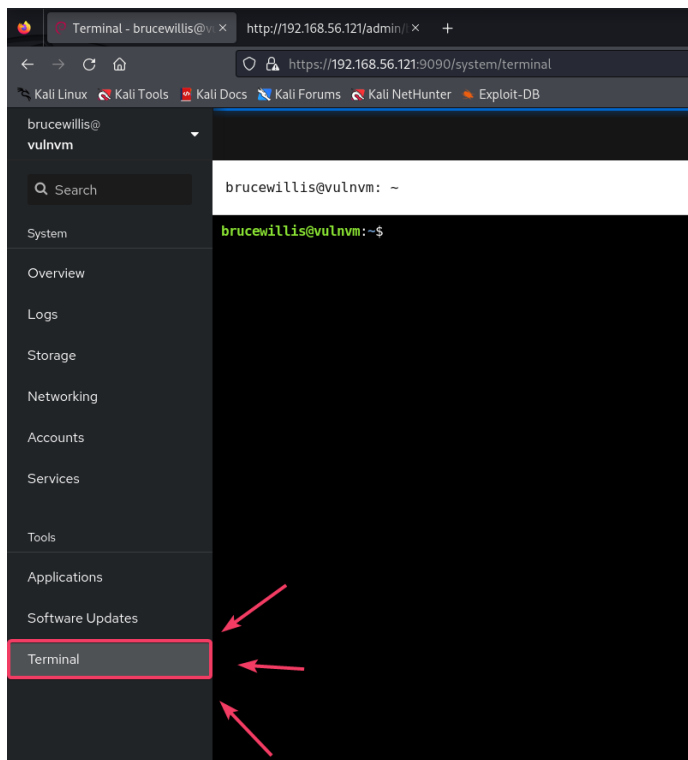 Terminal - brucewillis@v
http://192.168.56.121/admin/
https://192.168.56.121:9090/system/terminal
Kali Linux Kali Tools Kali Docs Kali Forums Kali NetHunter Exploit-DB
brucewillis@
vulnvm
Search
brucewillis@vulnvm: ~
System
brucewillis@vulnvm:~$
Overview
Logs
Storage
Networking
Accounts
Services
Tools
Applications
Software Updates
Terminal